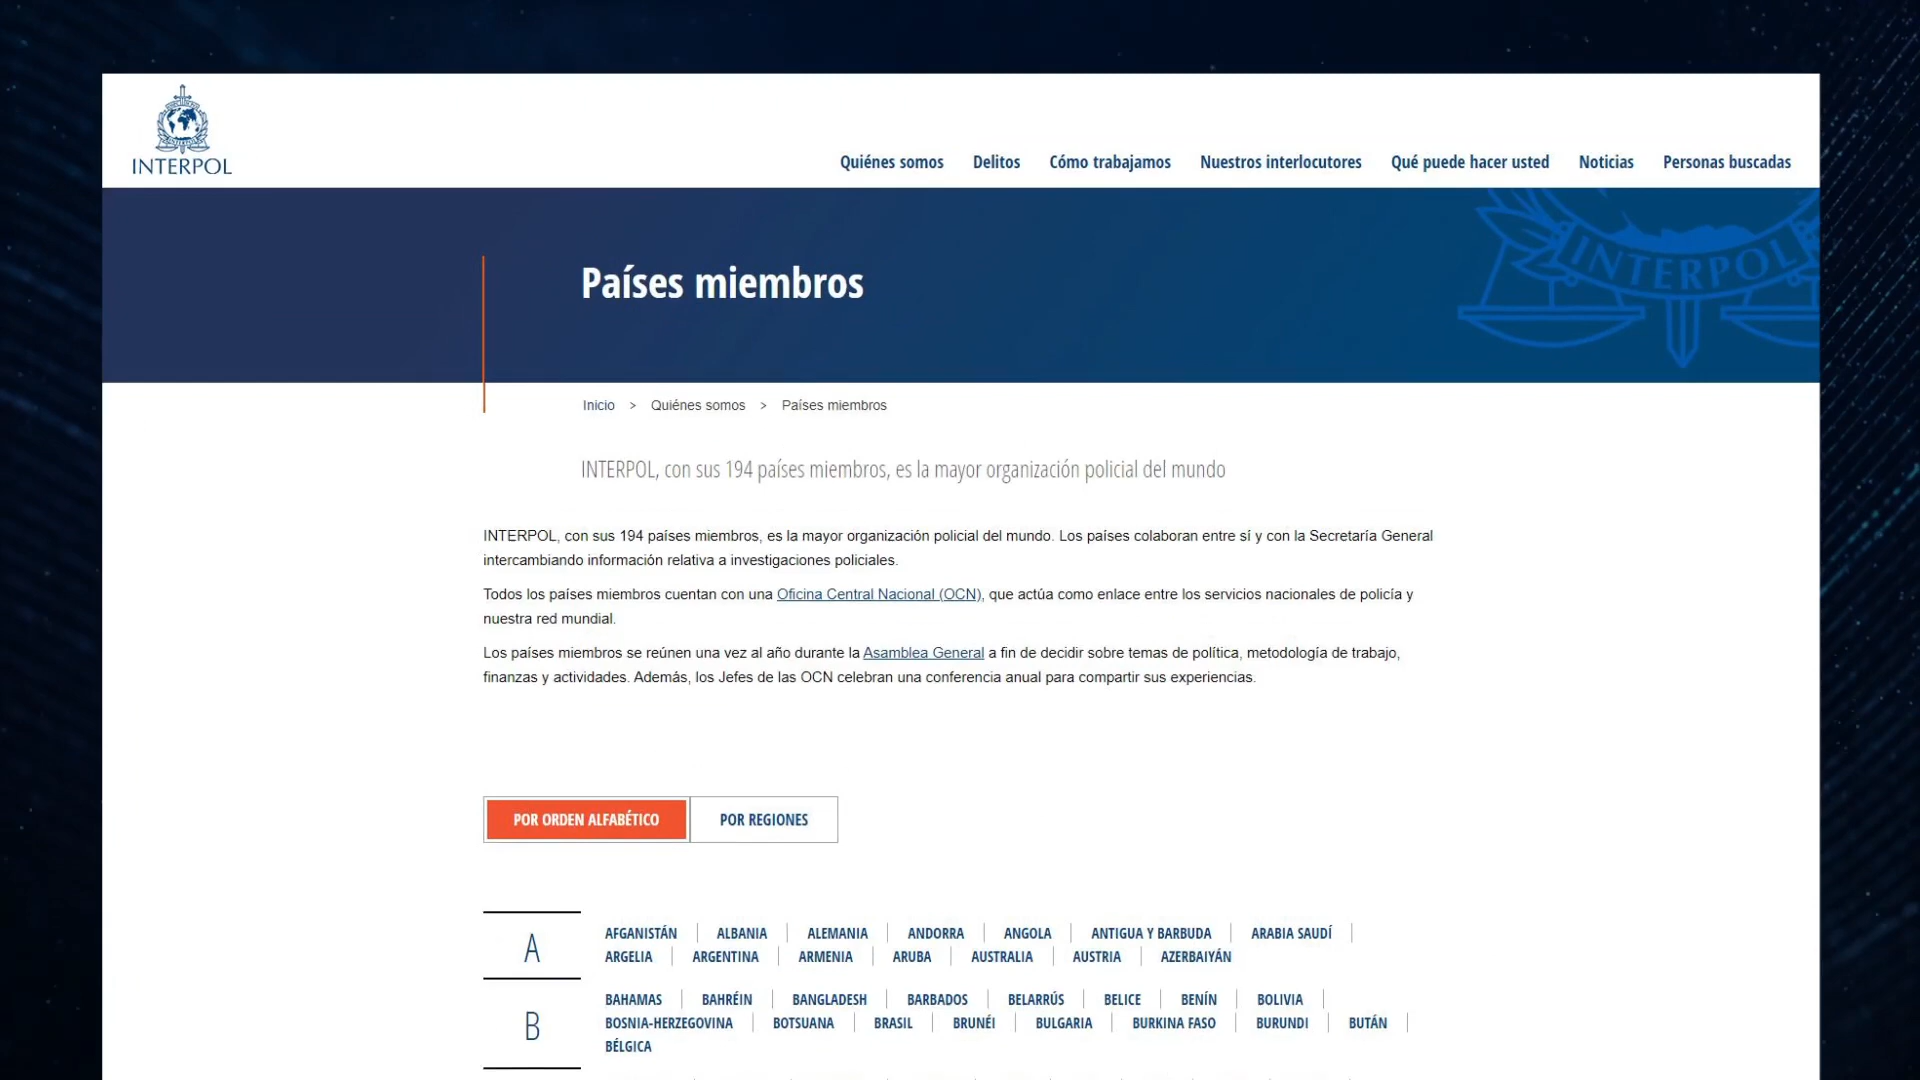 INTERPOL
Quiénes somos Delitos Cómo trabajamos Nuestros interlocutores Qué puede hacer usted Noticias Personas buscadas
INTERPOL
Países miembros
Inicio > Quiénes somos > Países miembros
INTERPOL, con sus 194 países miembros, es la mayor organización policial del mundo
INTERPOL, con sus 194 países miembros, es la mayor organización policial del mundo. Los países colaboran entre sí y con la Secretaría General
intercambiando información relativa a investigaciones policiales.
Todos los países miembros cuentan con una Oficina Central Nacional (OCN), que actúa como enlace entre los servicios nacionales de policía y
nuestra red mundial.
Los países miembros se reúnen una vez al año durante la Asamblea General a fin de decidir sobre temas de política, metodología de trabajo,
finanzas y actividades. Además, los Jefes de las OCN celebran una conferencia anual para compartir sus experiencias.
POR ORDEN ALFABÉTICO POR REGIONES
A
AFGANISTÁN ALBANIA ALEMANIA ANDORRA ANGOLA ANTIGUA Y BARBUDA ARABIA SAUDÍ
ARGELIA ARGENTINA ARMENIA ARUBA AUSTRALIA AUSTRIA AZERBAIYÁN
B
BAHAMAS BAHRÉIN BANGLADESH BARBADOS BELARRÚS BELICE BENÍN BOLIVIA
BOSNIA-HERZEGOVINA BOTSUANA BRASIL BRUNÉI BULGARIA BURKINA FASO BURUNDI BUTÁN
BÉLGICA